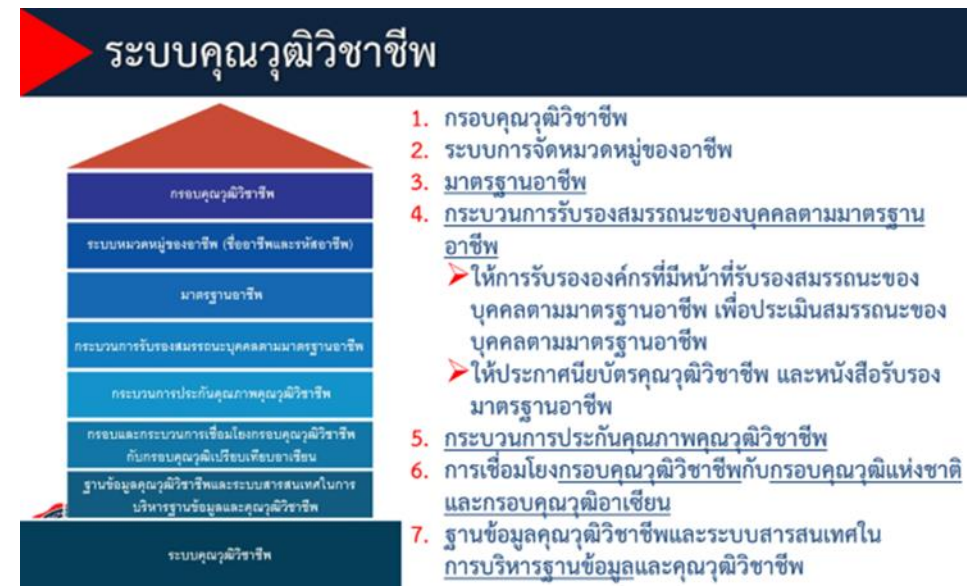 ระบบคุณวุฒิวิชาชีพ
กรอบคุณวุฒิวิชาชีพ
ระบบหมวดหมู่ของอาชีพ (ชื่ออาชีพและรหัสอาชีพ)
มาตรฐานอาชีพ
กระบวนการรับรองสมรรถนะบุคคลตามมาตรฐานอาชีพ
กระบวนการประกันคุณภาพคุณวุฒิวิชาชีพ
กรอบและกระบวนการเชื่อมโยงกรอบคุณวุฒิวิชาชีพ
กับกรอบคุณวุฒิเปรียบเทียบอาเซียน
ฐานข้อมูลคุณวุฒิวิชาชีพและระบบสารสนเทศในการ
บริหารฐานข้อมูลและคุณวุฒิวิชาชีพ
ระบบคุณวุฒิวิชาชีพ
1. กรอบคุณวุฒิวิชาชีพ
2. ระบบการจัดหมวดหมู่ของอาชีพ
3. มาตรฐานอาชีพ
4. กระบวนการรับรองสมรรถนะของบุคคลตามมาตรฐาน
อาชีพ
ให้การรับรององค์กรที่มีหน้าที่รับรองสมรรถนะของ
บุคคลตามมาตรฐานอาชีพ เพื่อประเมินสมรรถนะของ
บุคคลตามมาตรฐานอาชีพ
ให้ประกาศนียบัตรคุณวุฒิวิชาชีพ และหนังสือรับรอง
มาตรฐานอาชีพ
5. กระบวนการประกันคุณภาพคุณวุฒิวิชาชีพ
6. การเชื่อมโยงกรอบคุณวุฒิวิชาชีพกับกรอบคุณวุฒิแห่งชาติ
และกรอบคุณวุฒิอาเซียน
7. ฐานข้อมูลคุณวุฒิวิชาชีพและระบบสารสนเทศใน
การบริหารฐานข้อมูลและคุณวุฒิวิชาชีพ